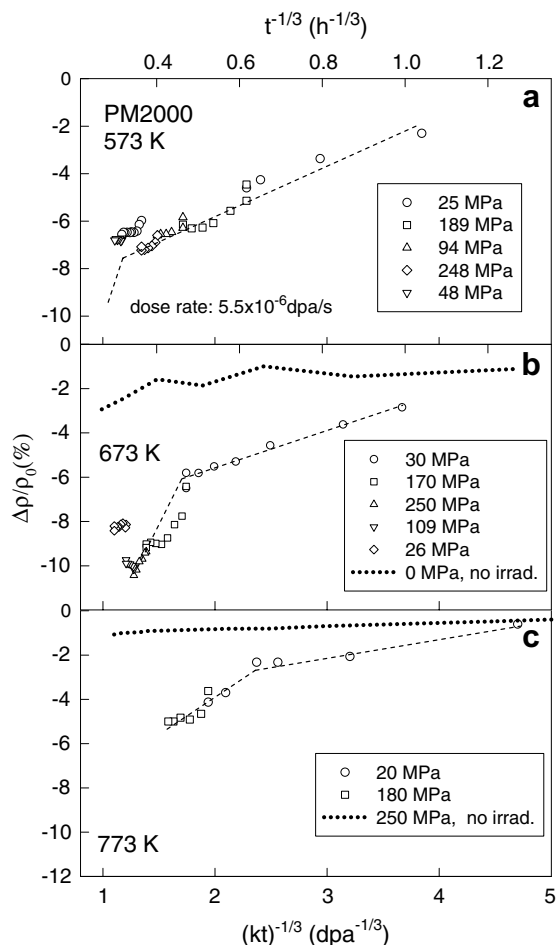 t⁻¹/³ (h⁻¹/³)
0.4 0.6 0.8 1.0 1.2
0
-2
-4
-6
-8
-10
a
PM2000
573 K
25 MPa
189 MPa
94 MPa
248 MPa
48 MPa
dose rate: 5.5x10⁻⁶dpa/s
Δρ/ρ₀(%)
0
-2
-4
-6
-8
-10
b
673 K
30 MPa
170 MPa
250 MPa
109 MPa
26 MPa
0 MPa, no irrad.
0
-2
-4
-6
-8
-10
-12
c
20 MPa
180 MPa
250 MPa, no irrad.
773 K
1 2 3 4 5
(kt)⁻¹/³ (dpa⁻¹/³)